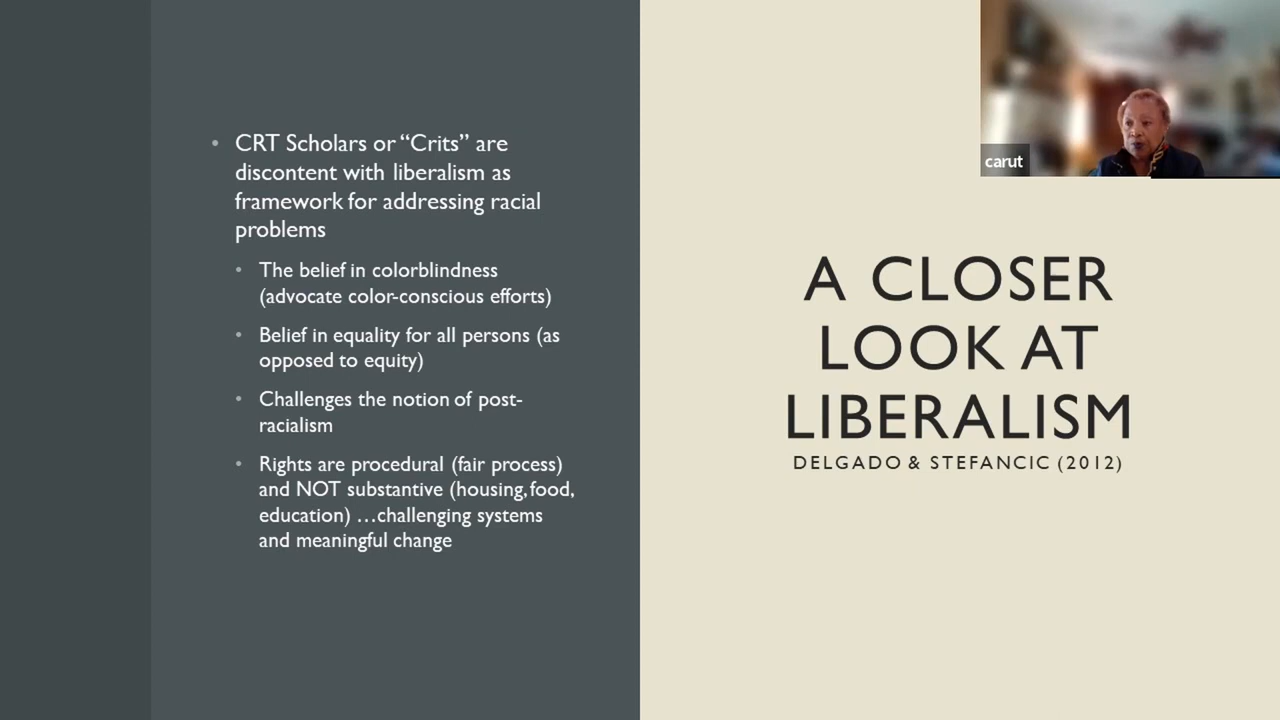 CRT Scholars or “Crits” are
discontent with liberalism as
framework for addressing racial
problems
The belief in colorblindness
(advocate color-conscious efforts)
Belief in equality for all persons (as
opposed to equity)
Challenges the notion of post-
racialism
Rights are procedural (fair process)
and NOT substantive (housing, food,
education) …challenging systems
and meaningful change
carut
A CLOSER
LOOK AT
LIBERALISM
DELGADO & STEFANCIC (2012)